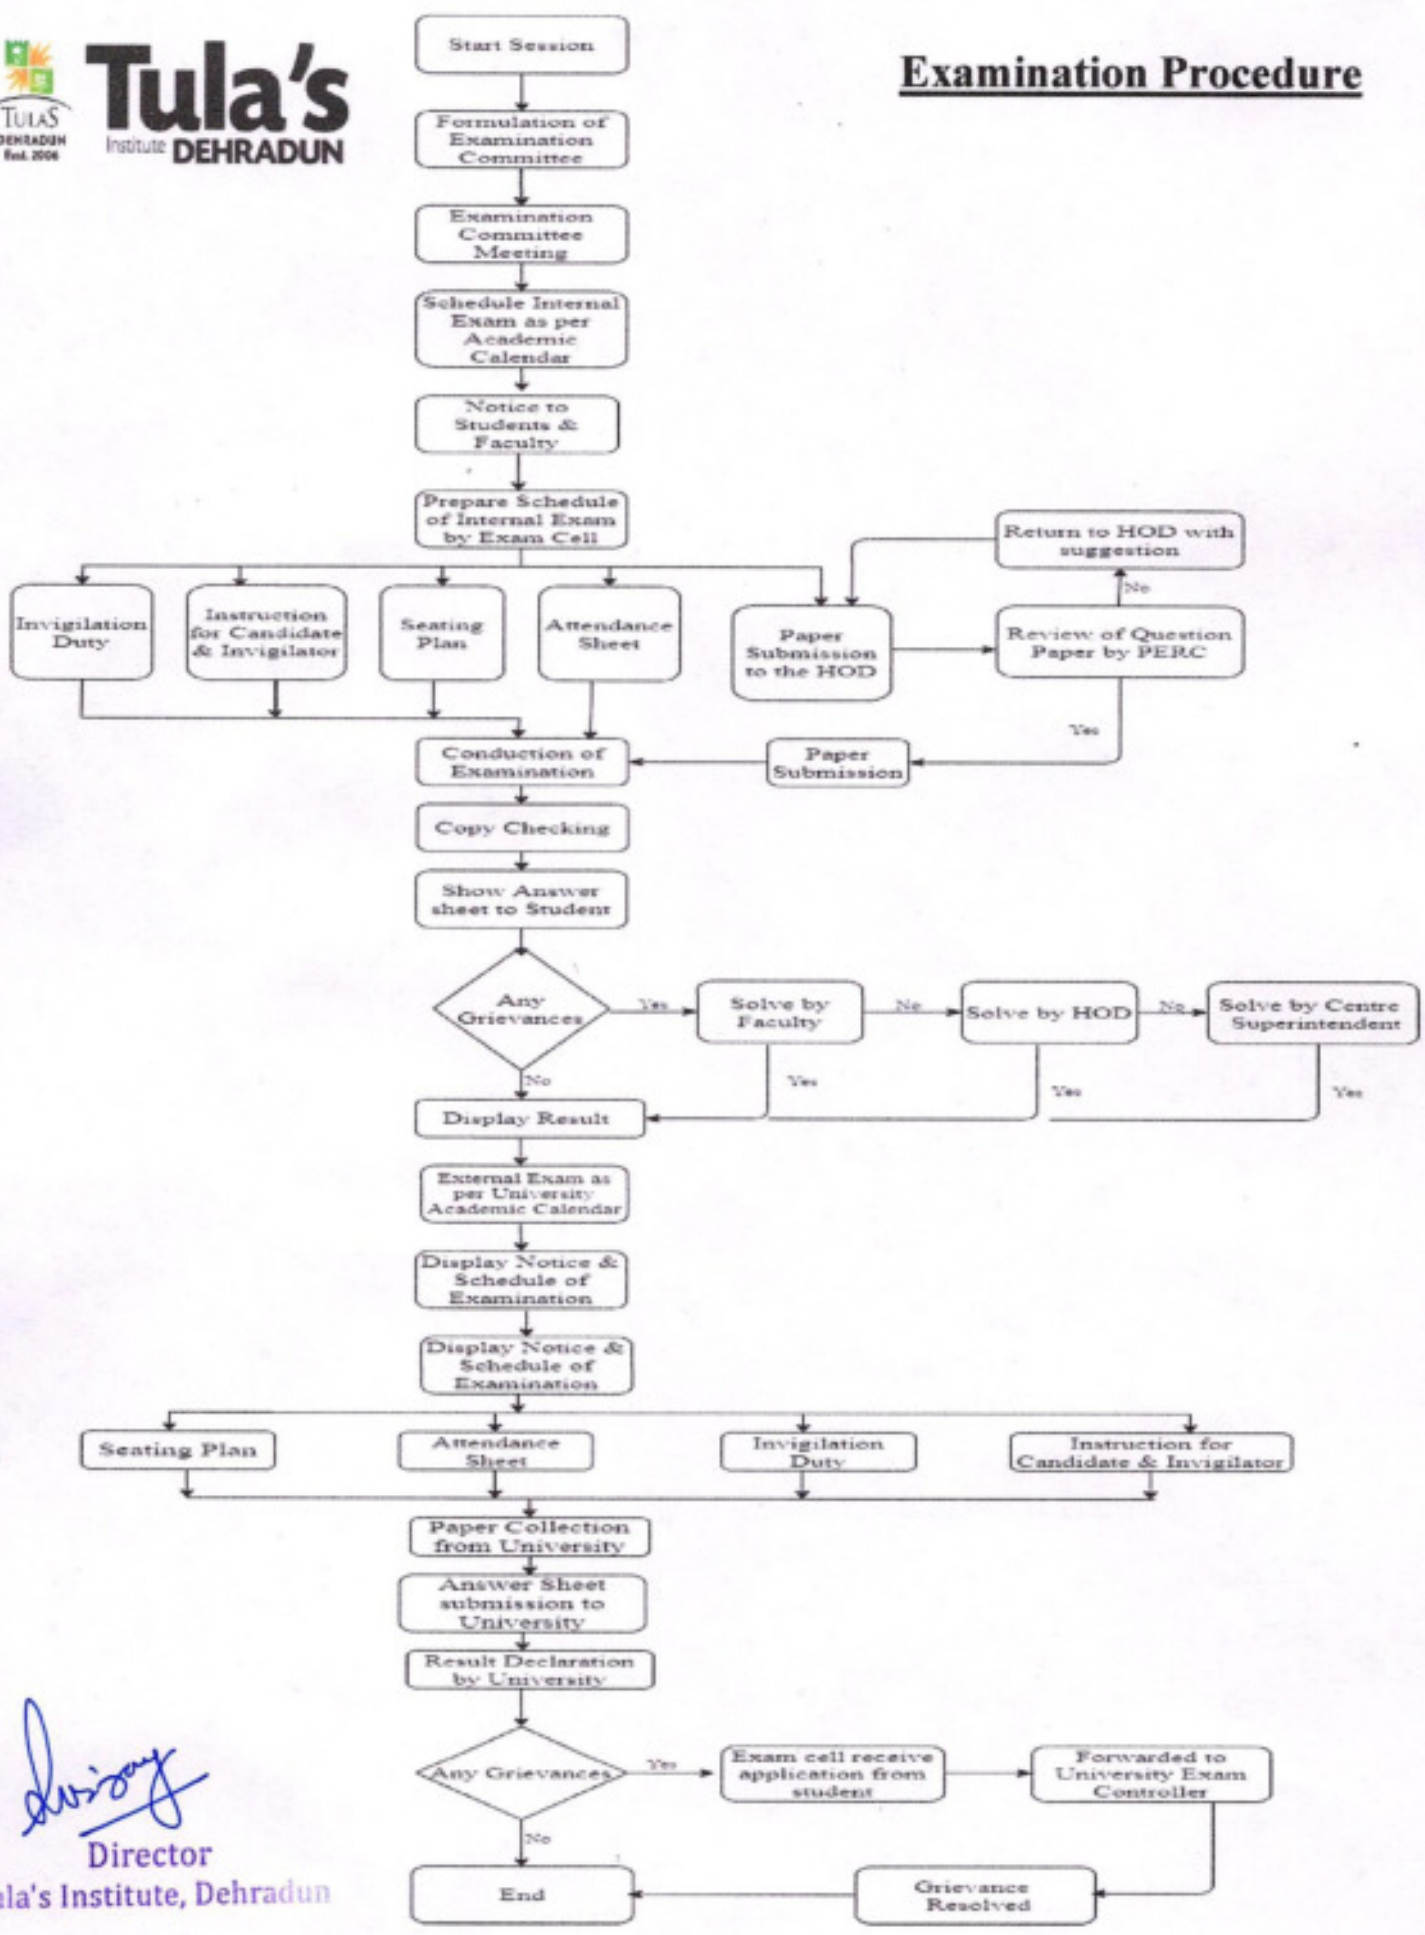 Start Session
Examination Procedure
TULA'S
DEHRADUN
Estd. 2006
Tula's
Institute DEHRADUN
Formulation of
Examination
Committee
Examination
Committee
Meeting
Schedule Internal
Exam as per
Academic
Calendar
Notice to
Students &
Faculty
Prepare Schedule
of Internal Exam
by Exam Cell
Return to HOD with
suggestion
No
Invigilation
Duty
Instruction
for Candidate
& Invigilator
Seating
Plan
Attendance
Sheet
Paper
Submission
to the HOD
Review of Question
Paper by PERC
Yes
Conduction of
Examination
Paper
Submission
Copy Checking
Show Answer
sheet to Student
Any
Grievances
Yes
Solve by
Faculty
No
Solve by HOD
No
Solve by Centre
Superintendent
No
Yes
Yes
Yes
Display Result
External Exam as
per University
Academic Calendar
Display Notice &
Schedule of
Examination
Display Notice &
Schedule of
Examination
Seating Plan
Attendance
Sheet
Invigilation
Duty
Instruction for
Candidate & Invigilator
Paper Collection
from University
Answer Sheet
submission to
University
Result Declaration
by University
Any Grievances
Yes
Exam cell receive
application from
student
Forwarded to
University Exam
Controller
No
End
Grievance
Resolved
Director
ula's Institute, Dehradun